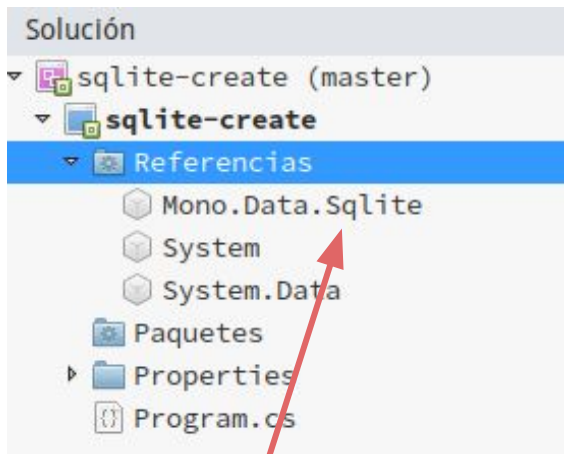 Solución
sqlite-create (master)
sqlite-create
Referencias
Mono.Data.Sqlite
System
System.Data
Paquetes
Properties
Program.cs